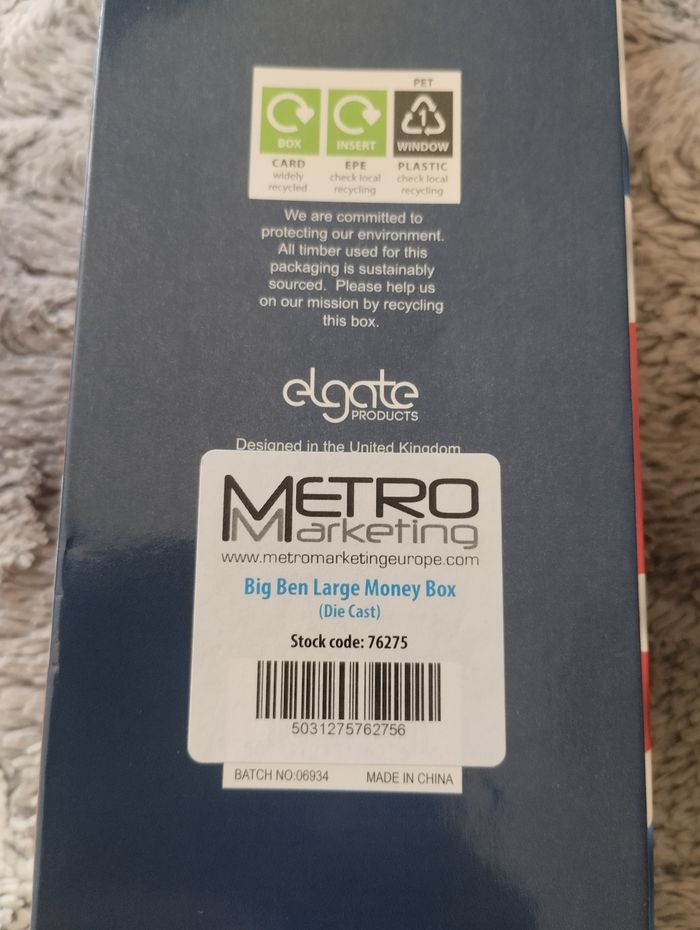 PET
BOX
INSERT
1
WINDOW
CARD
widely
recycled
EPE
check local
recycling
PLASTIC
check local
recycling
We are committed to
protecting our environment.
All timber used for this
packaging is sustainably
sourced. Please help us
on our mission by recycling
this box.
elgate
PRODUCTS
Designed in the United Kingdom
METRO
Marketing
www.metromarketingeurope.com
Big Ben Large Money Box
(Die Cast)
Stock code: 76275
5031275762756
BATCH NO:06934 MADE IN CHINA